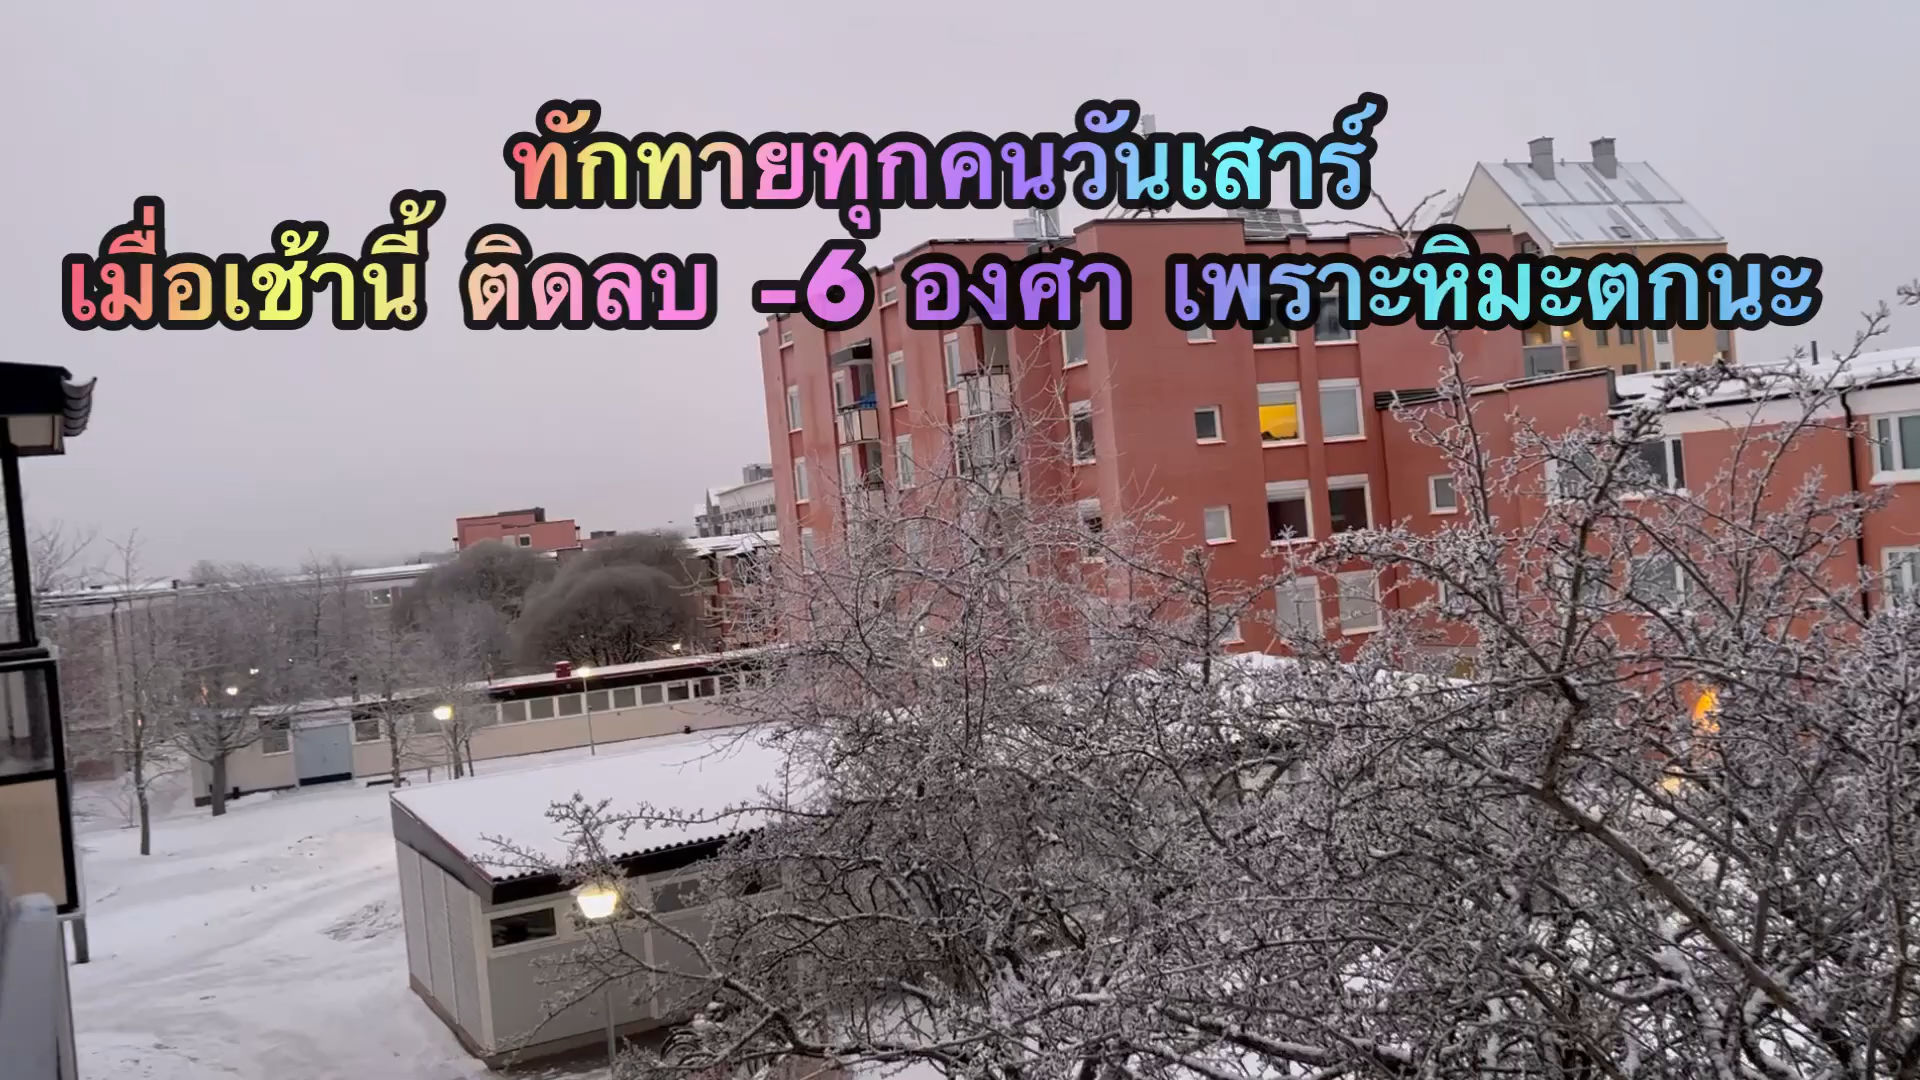 ทักทายทุกคนวันเสาร์
เมื่อเช้านี้ ติดลบ -6 องศา เพราะหิมะตกนะ